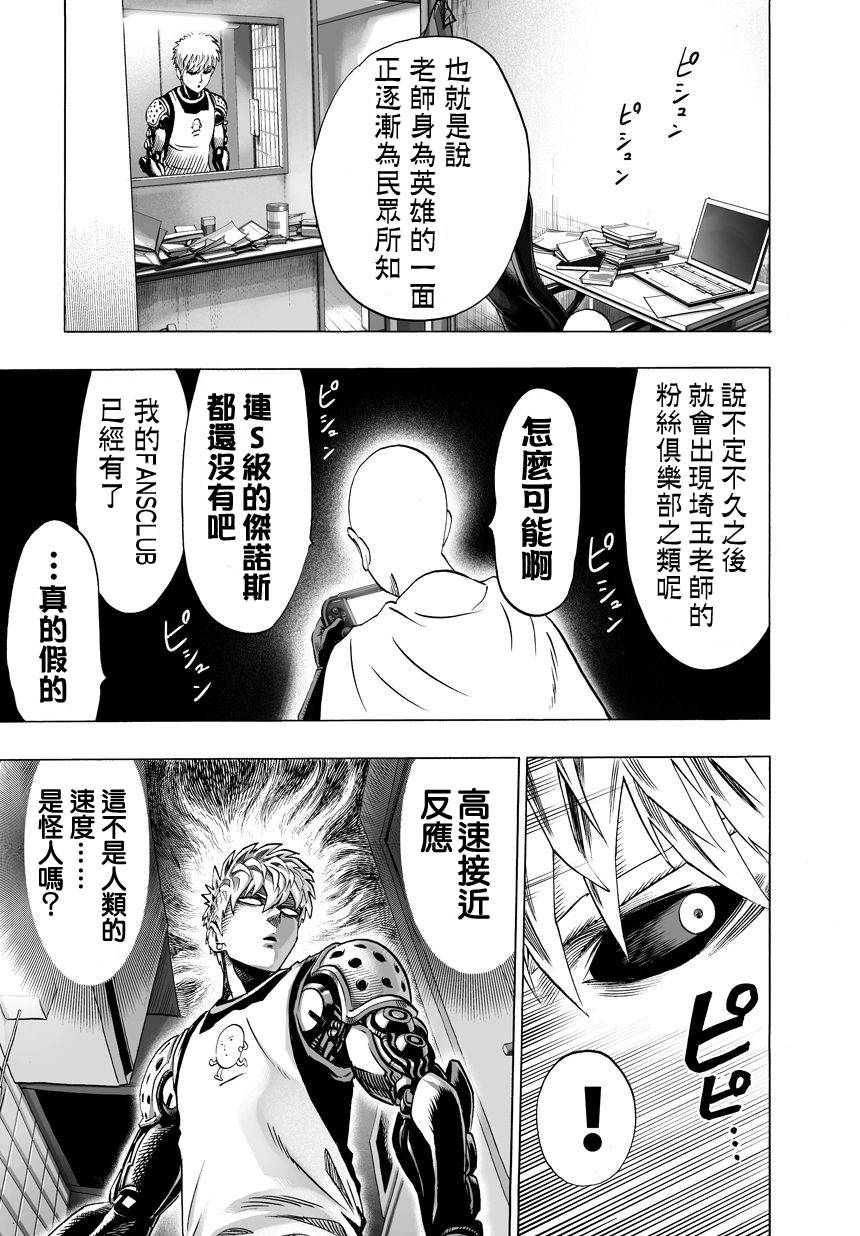 ピシュン
ピシュン
也就是說
老師身為英雄的一面
正逐漸為民眾所知
說不定不久之後
就會出現埼玉老師的
粉絲俱樂部之類呢
怎麼可能啊
ピシュン
ピシュン
連S級的傑諾斯
都還沒有吧
我的FANSCLUB
已經有了
ピシュン
…真的假的
ピピピ…
！
高速接近
反應
這不是人類的
速度……
是怪人嗎？